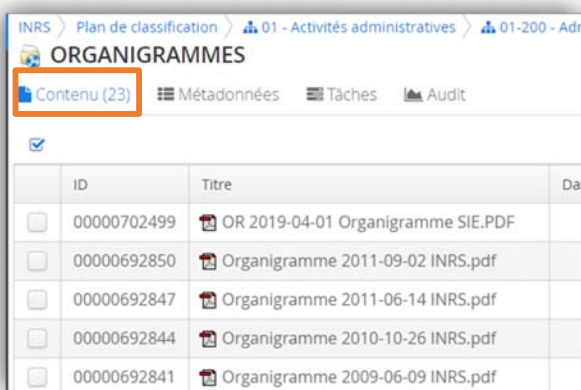 INRS 〉 Plan de classification 〉 01 - Activités administratives 〉 01-200 - Adr
ORGANIGRAMMES
Contenu (23) Métadonnées Tâches Audit
ID Titre Da
00000702499 OR 2019-04-01 Organigramme SIE.PDF
00000692850 Organigramme 2011-09-02 INRS.pdf
00000692847 Organigramme 2011-06-14 INRS.pdf
00000692844 Organigramme 2010-10-26 INRS.pdf
00000692841 Organigramme 2009-06-09 INRS.pdf